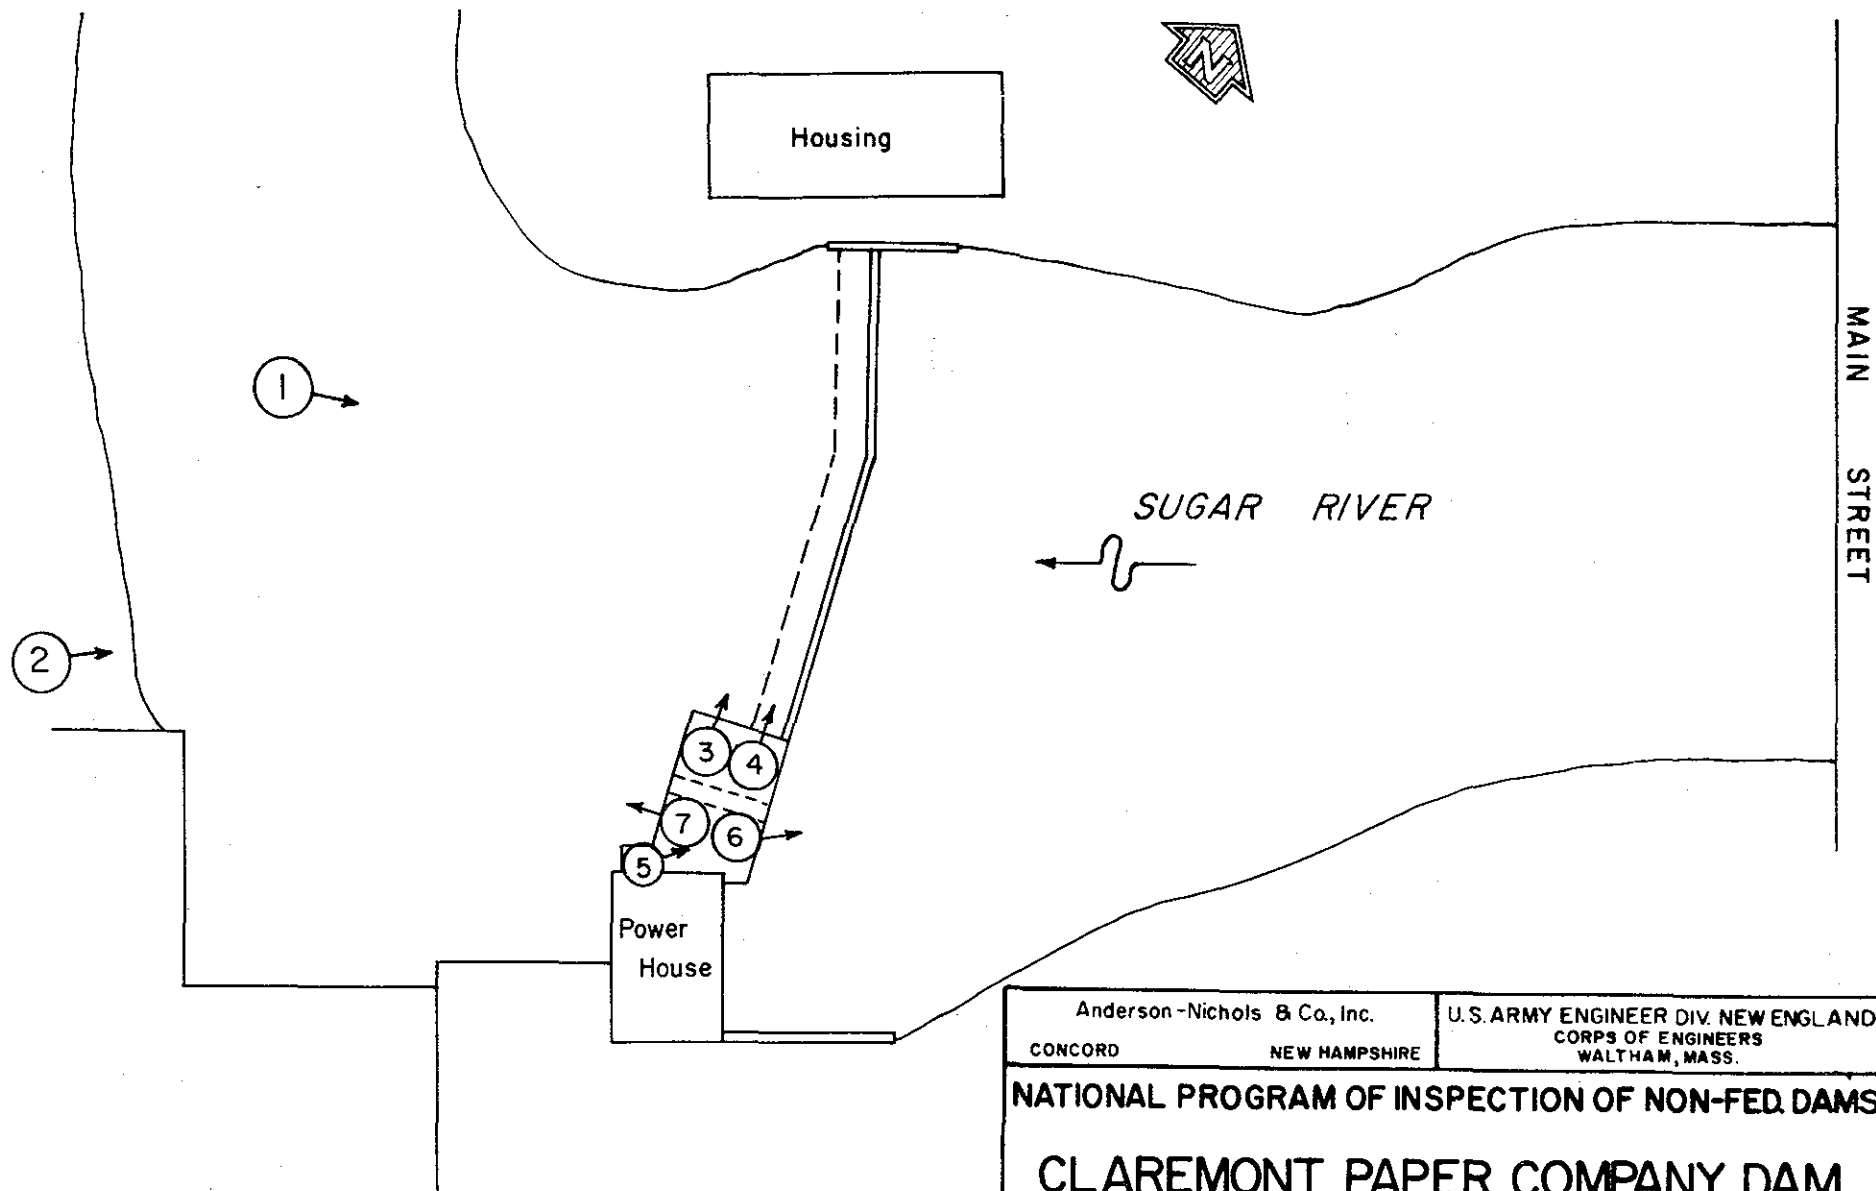 N
Housing
1
MAIN STREET
SUGAR RIVER
2
3
4
7
6
5
Power
House
Anderson-Nichols & Co., Inc.
CONCORD NEW HAMPSHIRE
U.S. ARMY ENGINEER DIV. NEW ENGLAND
CORPS OF ENGINEERS
WALTHAM, MASS.
NATIONAL PROGRAM OF INSPECTION OF NON-FED. DAMS
CLAREMONT PAPER COMPANY DAM